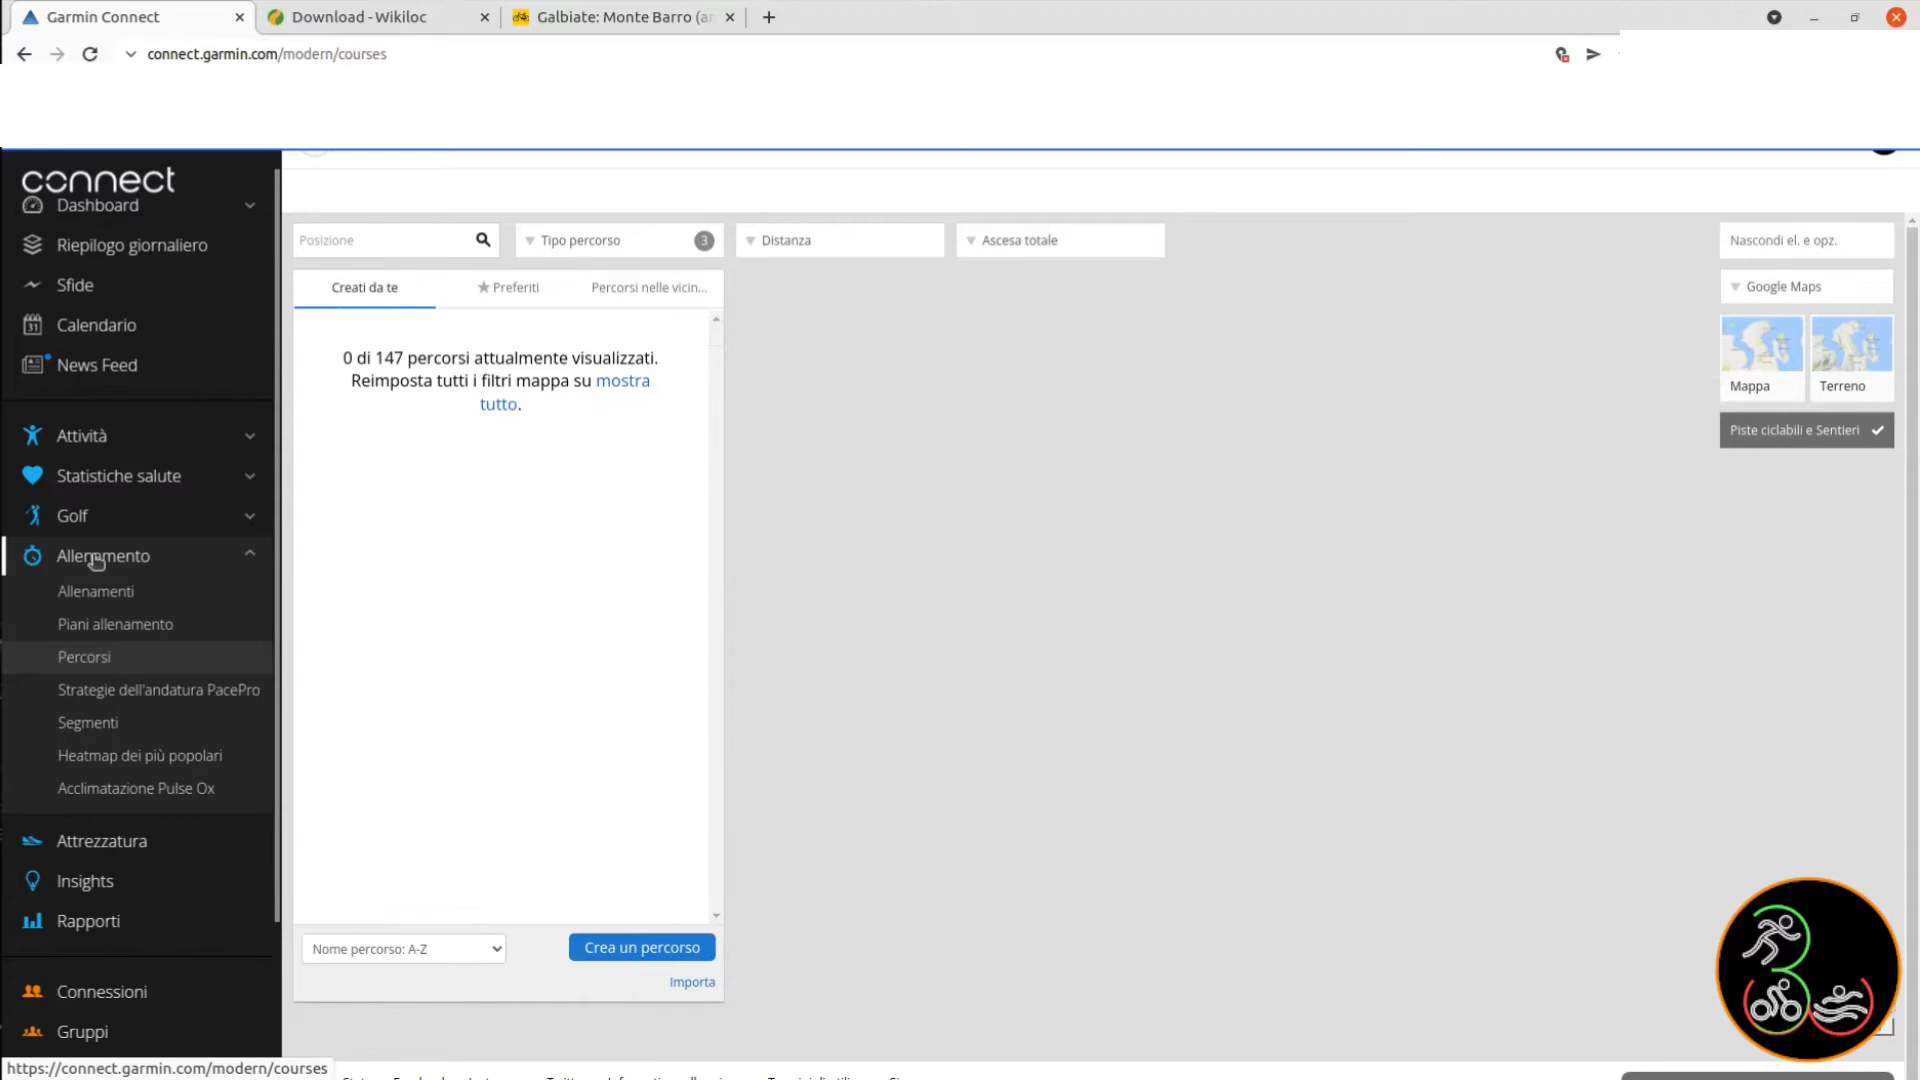 Garmin Connect
Download - Wikiloc
Galbiate: Monte Barro (an
connect.garmin.com/modern/courses
connect
Dashboard
Riepilogo giornaliero
Sfide
31 Calendario
News Feed
Attività
Statistiche salute
Golf
Allenamento
Allenamenti
Piani allenamento
Percorsi
Strategie dell'andatura PacePro
Segmenti
Heatmap dei più popolari
Acclimatazione Pulse Ox
Attrezzatura
Insights
Rapporti
Connessioni
Gruppi
https://connect.garmin.com/modern/courses
Posizione
Tipo percorso 3
Distanza
Ascesa totale
Creati da te
Preferiti
Percorsi nelle vicin...
0 di 147 percorsi attualmente visualizzati.
Reimposta tutti i filtri mappa su mostra
tutto.
Nome percorso: A-Z
Crea un percorso
Importa
Nascondi el. e opz.
Google Maps
Mappa
Terreno
Piste ciclabili e Sentieri
3